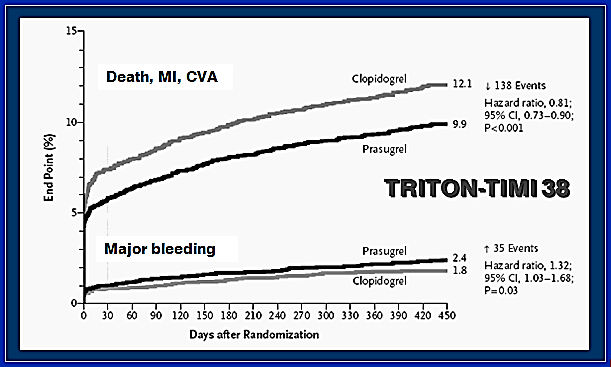 15
Death, MI, CVA
Clopidogrel
12.1
↓ 138 Events
Hazard ratio, 0.81;
95% CI, 0.73–0.90;
P<0.001
10
9.9
Prasugrel
End Point (%)
TRITON-TIMI 38
5
Major bleeding
Prasugrel
2.4
↑ 35 Events
1.8
Clopidogrel
Hazard ratio, 1.32;
95% CI, 1.03–1.68;
P=0.03
0
0 30 60 90 120 150 180 210 240 270 300 330 360 390 420 450
Days after Randomization